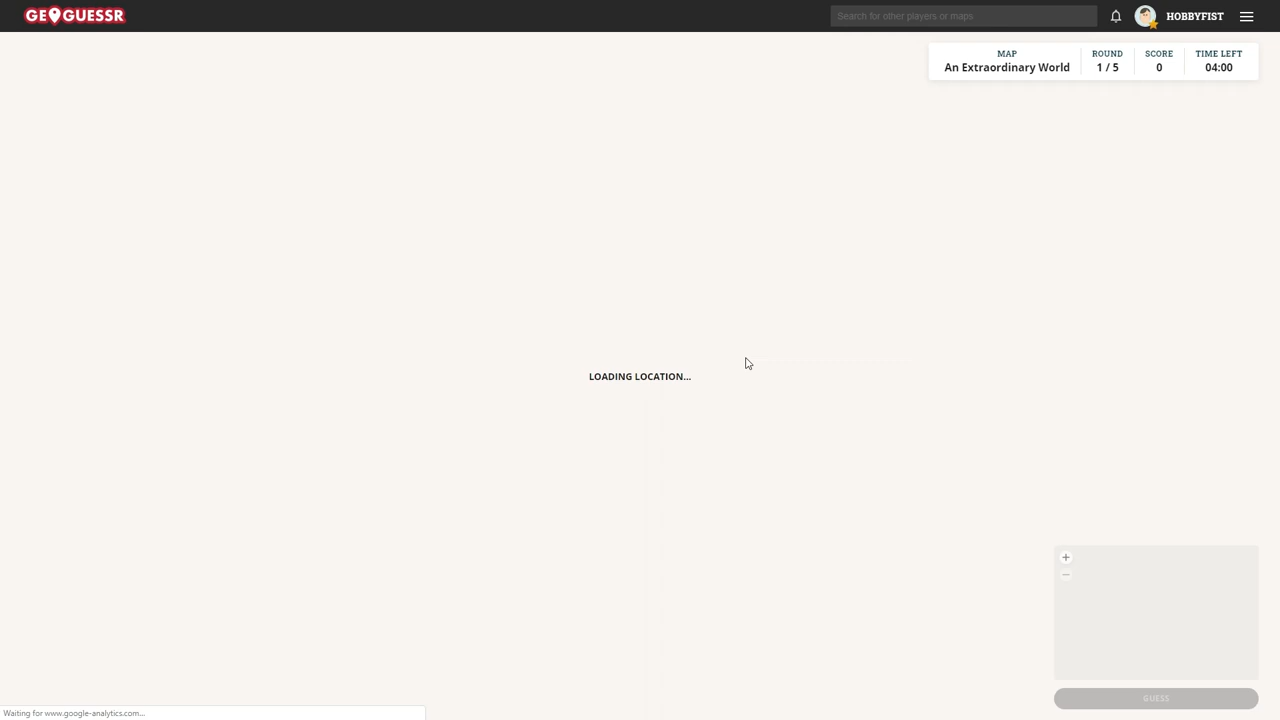 GEOGUESSR
Search for other players or maps
HOBBYFIST
MAP
An Extraordinary World
ROUND
1 / 5
SCORE
0
TIME LEFT
04:00
LOADING LOCATION...
+
−
GUESS
Waiting for www.google-analytics.com...